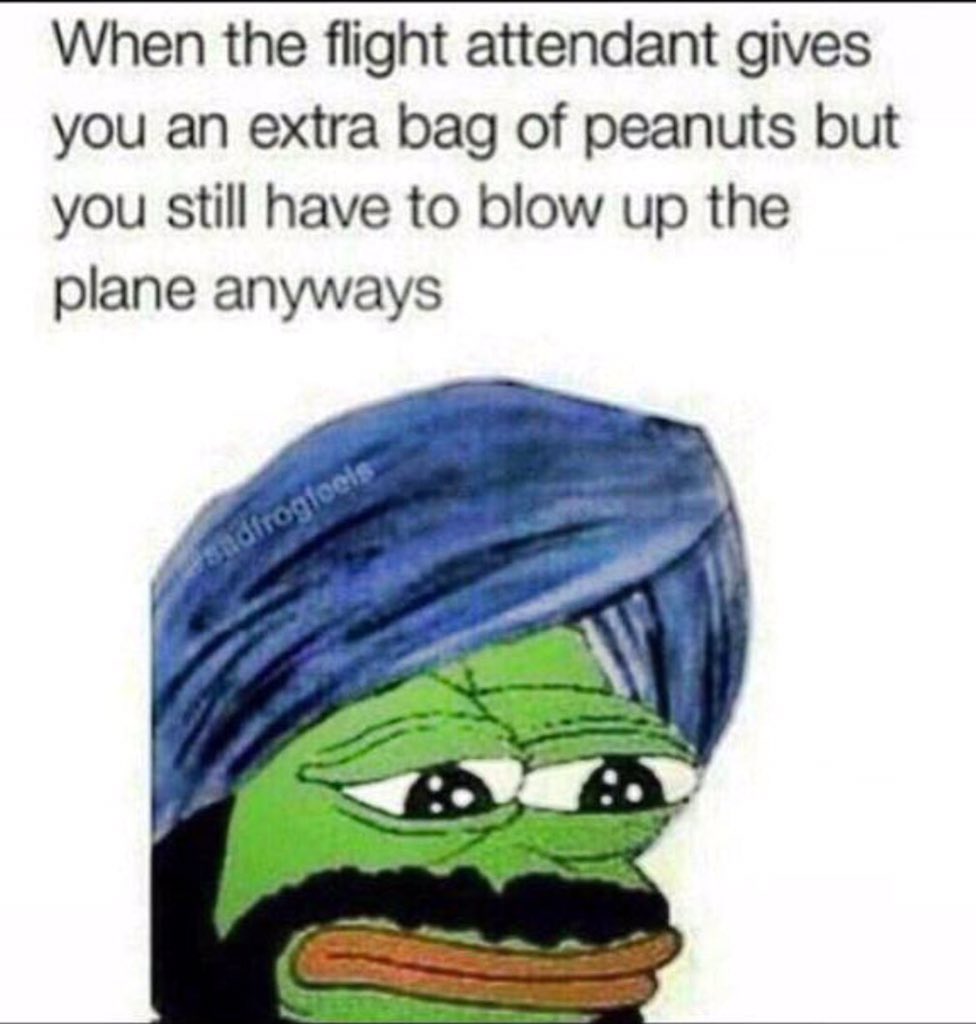 When the flight attendant gives
you an extra bag of peanuts but
you still have to blow up the
plane anyways
sadfrogfeels